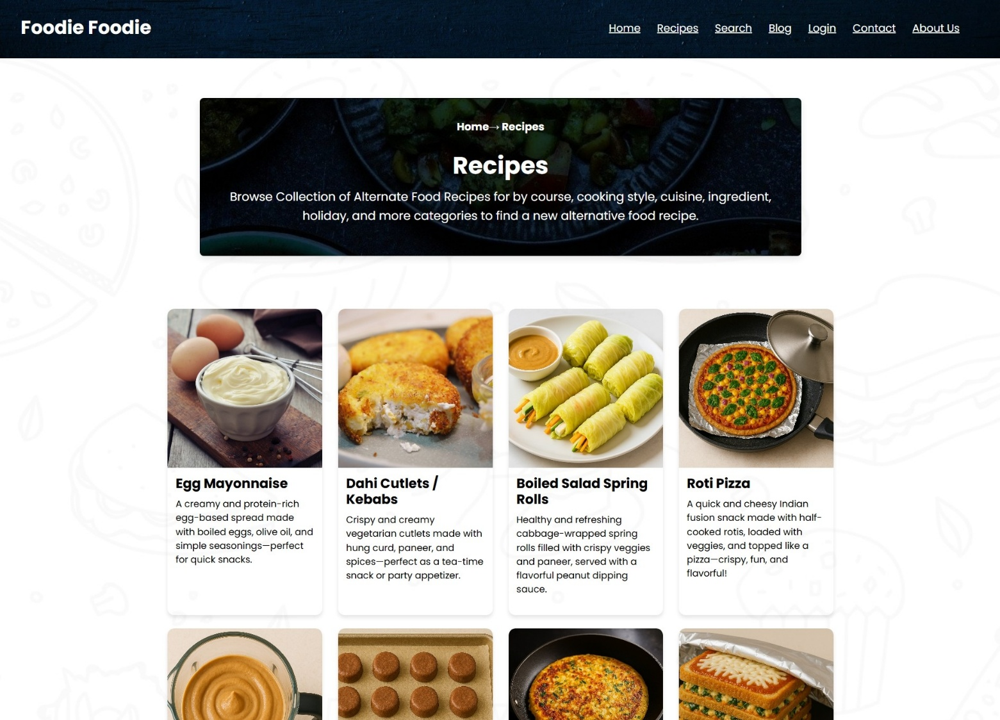 Foodie Foodie
Home Recipes Search Blog Login Contact About Us
Home→ Recipes
Recipes
Browse Collection of Alternate Food Recipes for by course, cooking style, cuisine, ingredient,
holiday, and more categories to find a new alternative food recipe.
Egg Mayonnaise
A creamy and protein-rich
egg-based spread made
with boiled eggs, olive oil, and
simple seasonings—perfect
for quick snacks.
Dahi Cutlets /
Kebabs
Crispy and creamy
vegetarian cutlets made with
hung curd, paneer, and
spices—perfect as a tea-time
snack or party appetizer.
Boiled Salad Spring
Rolls
Healthy and refreshing
cabbage-wrapped spring
rolls filled with crispy veggies
and paneer, served with a
flavorful peanut dipping
sauce.
Roti Pizza
A quick and cheesy Indian
fusion snack made with half-
cooked rotis, loaded with
veggies, and topped like a
pizza—crispy, fun, and
flavorful!